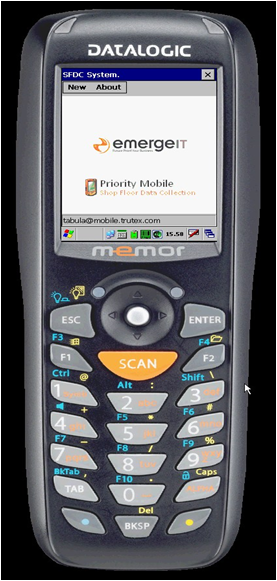 DATALOGIC
SFDC System.
New About
emergeIT
Priority Mobile
Shop Floor Data Collection
tabula@mobile.trutex.com
15.58
memor
ESC
ENTER
F3 F4
F1 SCAN F2
Ctrl @ Alt : Shift \
1 2 3
+ F5 * F6 #
4 5 6
F7 - F8 / F9 %
7 8 9
BkTab , F10 . Caps
TAB 0
Del
BKSP